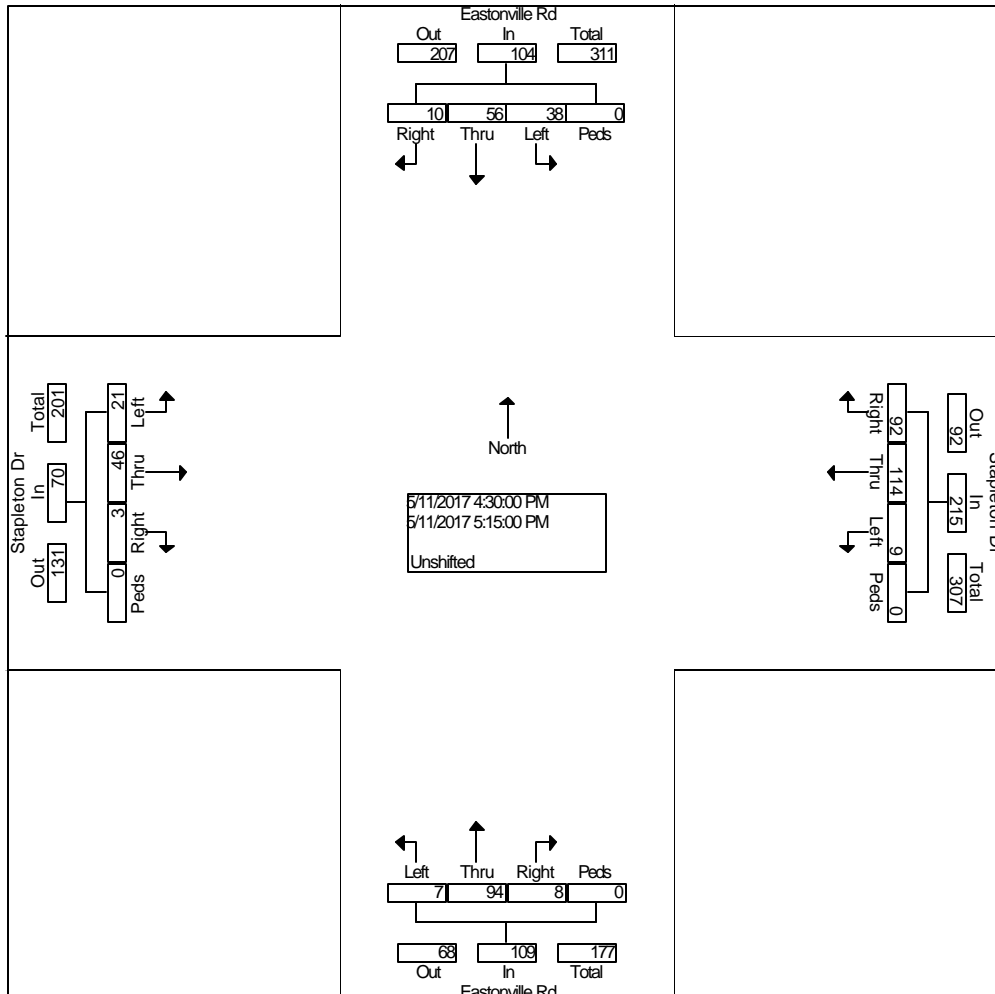 Eastonville Rd
Out In Total
207 104 311
10 56 38 0
Right Thru Left Peds
Stapleton Dr
Total In Out
201 70 131
21 46 3 0
Left Thru Right Peds
North
5/11/2017 4:30:00 PM
5/11/2017 5:15:00 PM
Unshifted
Right Thru Left Peds
92 114 9 0
Out In Total
92 215 307
Stapleton Dr
Left Thru Right Peds
7 94 8 0
68 109 177
Out In Total
Eastonville Rd